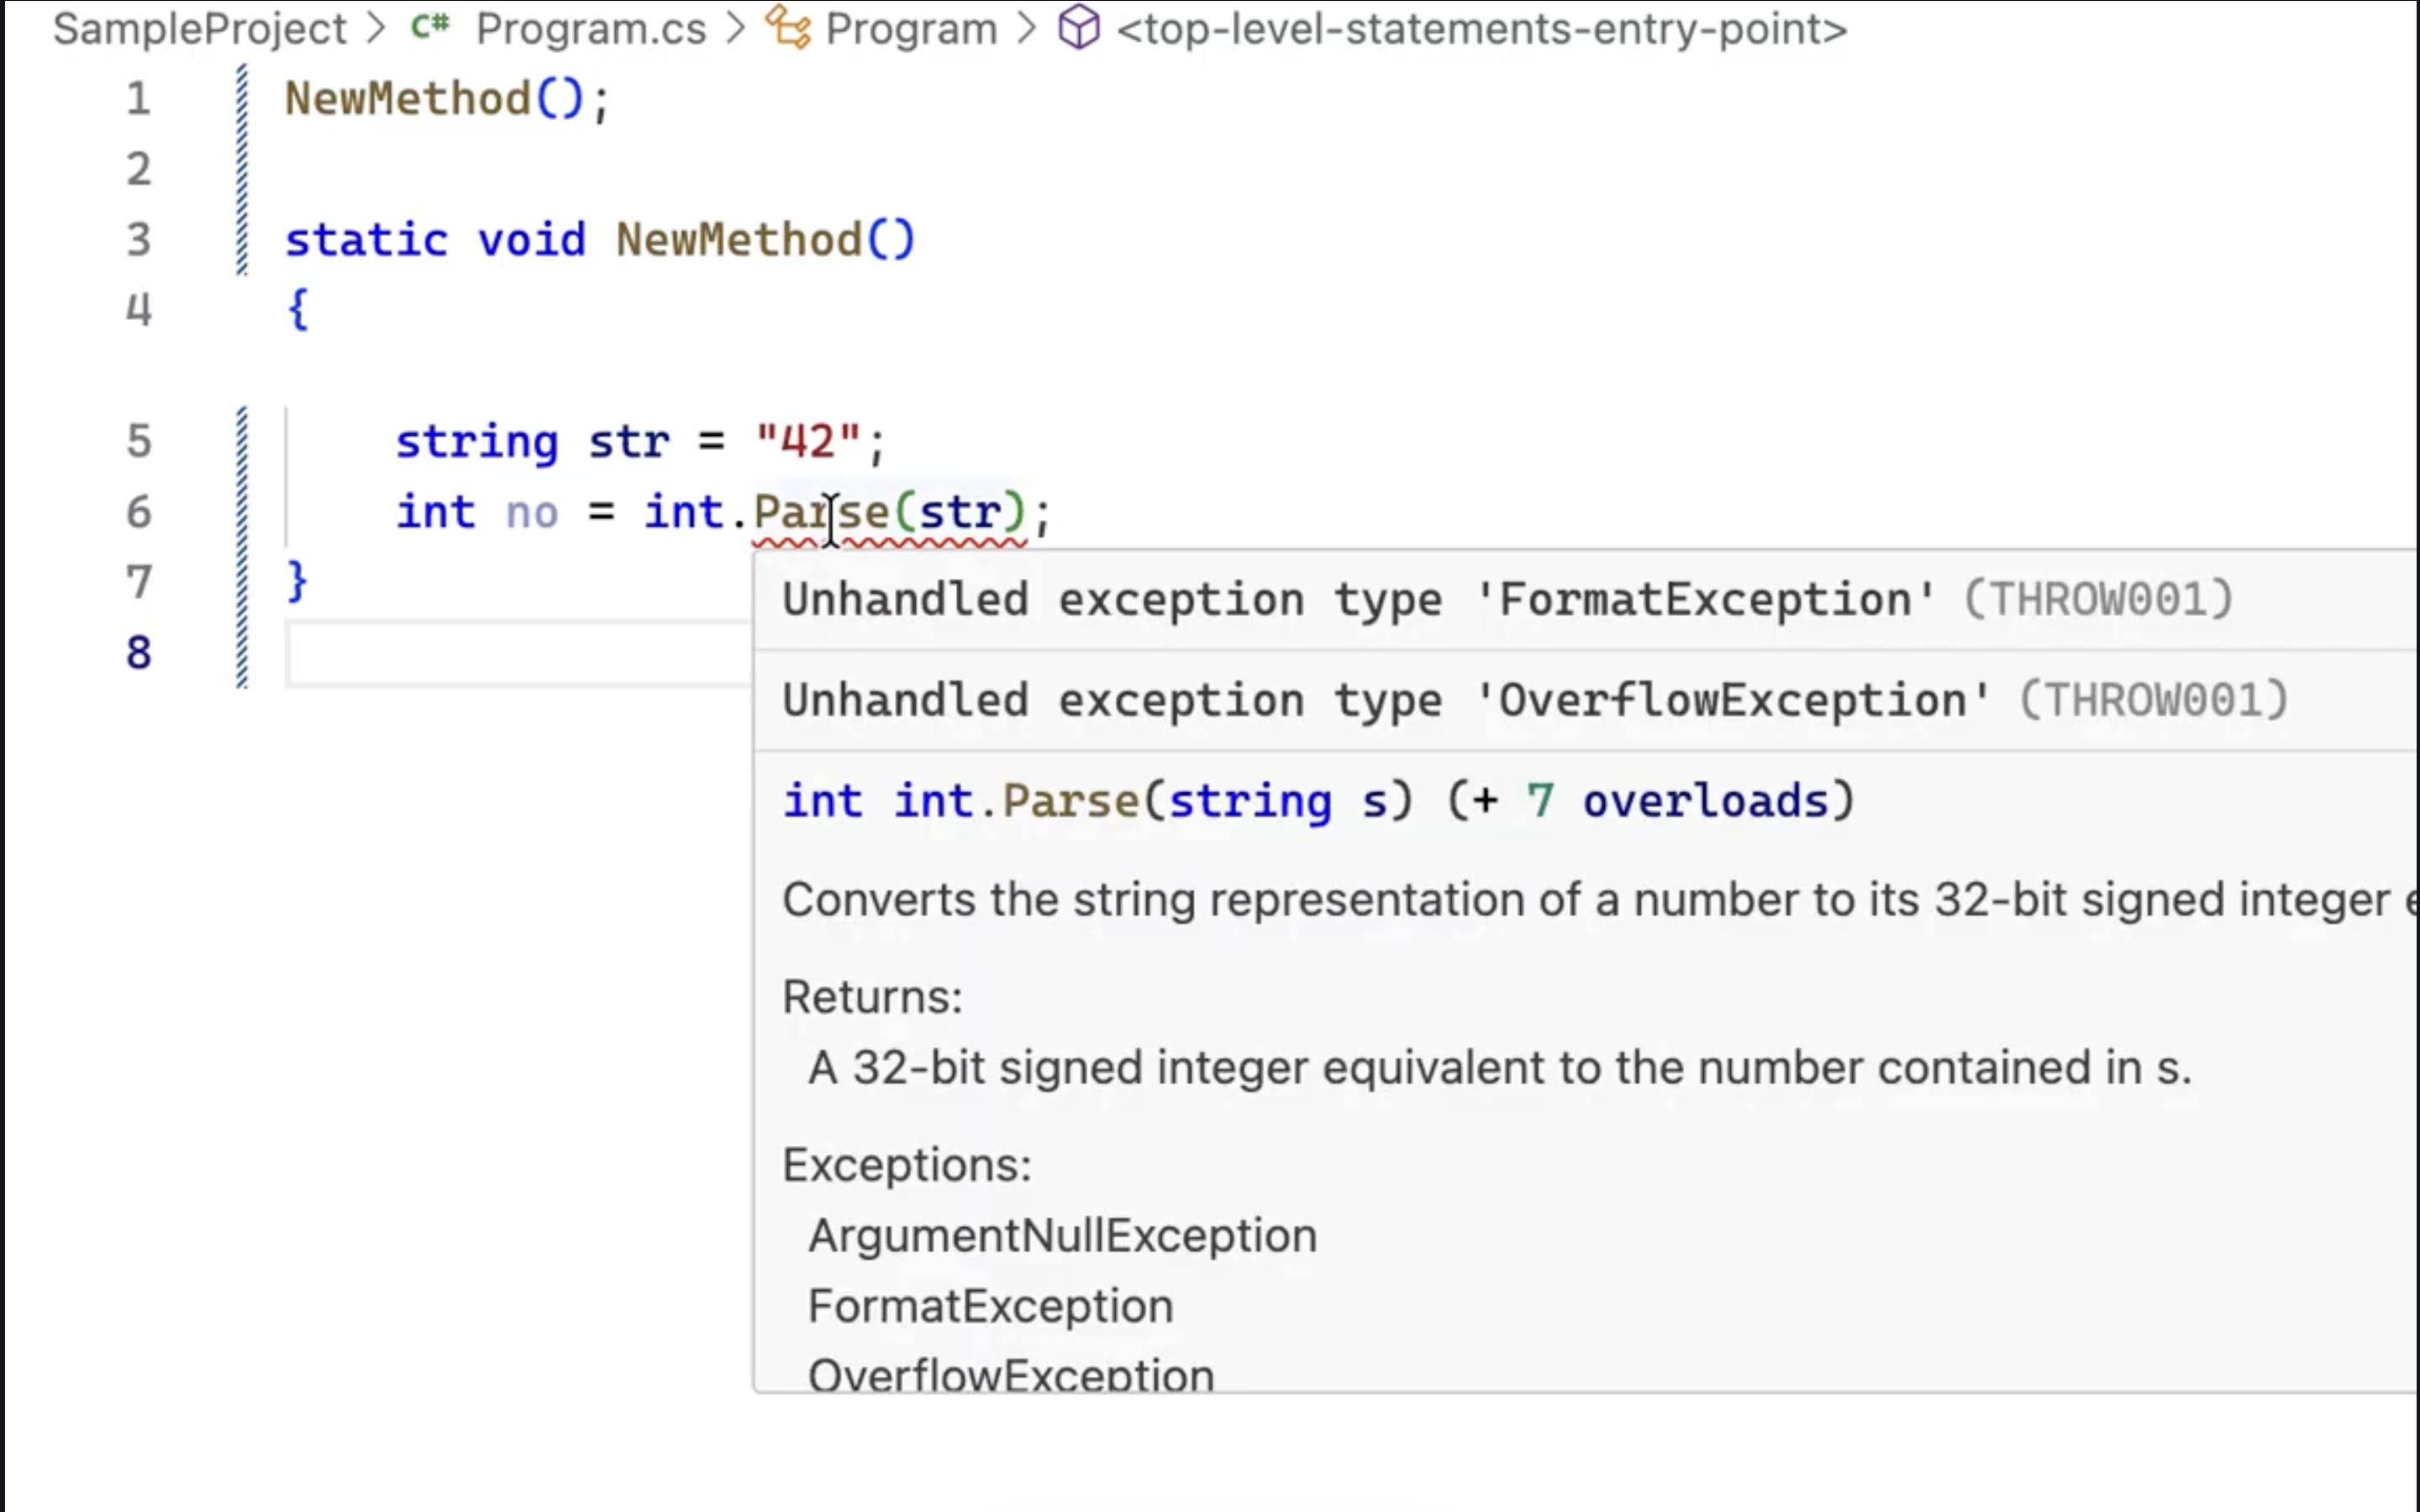 SampleProject > C# Program.cs > Program > <top-level-statements-entry-point>
1 NewMethod();
2
3 static void NewMethod()
4 {
5 string str = "42";
6 int no = int.Parse(str);
7 }
8
Unhandled exception type 'FormatException' (THROW001)
Unhandled exception type 'OverflowException' (THROW001)
int int.Parse(string s) (+ 7 overloads)
Converts the string representation of a number to its 32-bit signed integer
Returns:
A 32-bit signed integer equivalent to the number contained in s.
Exceptions:
ArgumentNullException
FormatException
OverflowException